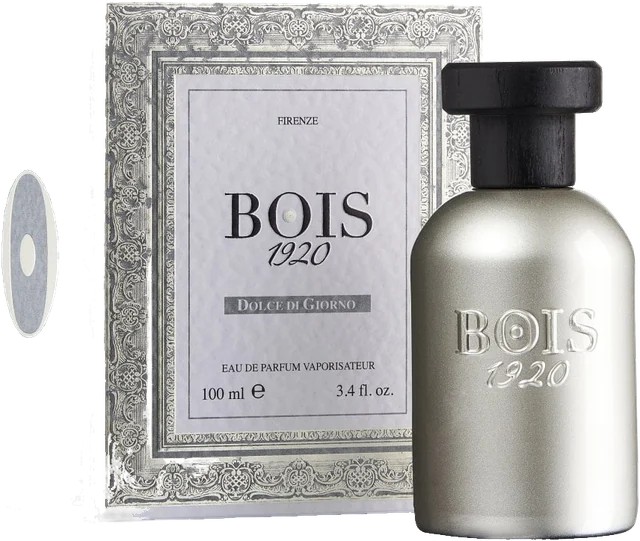 FIRENZE
BOIS
1920
DOLCE DI GIORNO
EAU DE PARFUM VAPORISATEUR
100 ml ℮ 3.4 fl. oz.
BOIS
1920